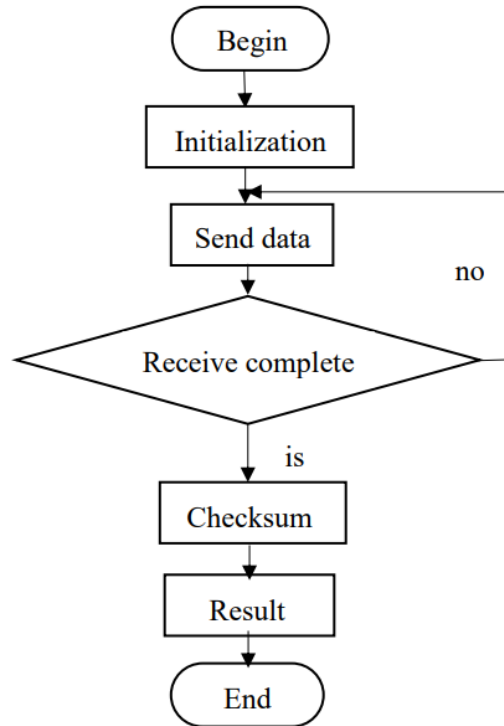 Begin
Initialization
Send data
no
Receive complete
is
Checksum
Result
End